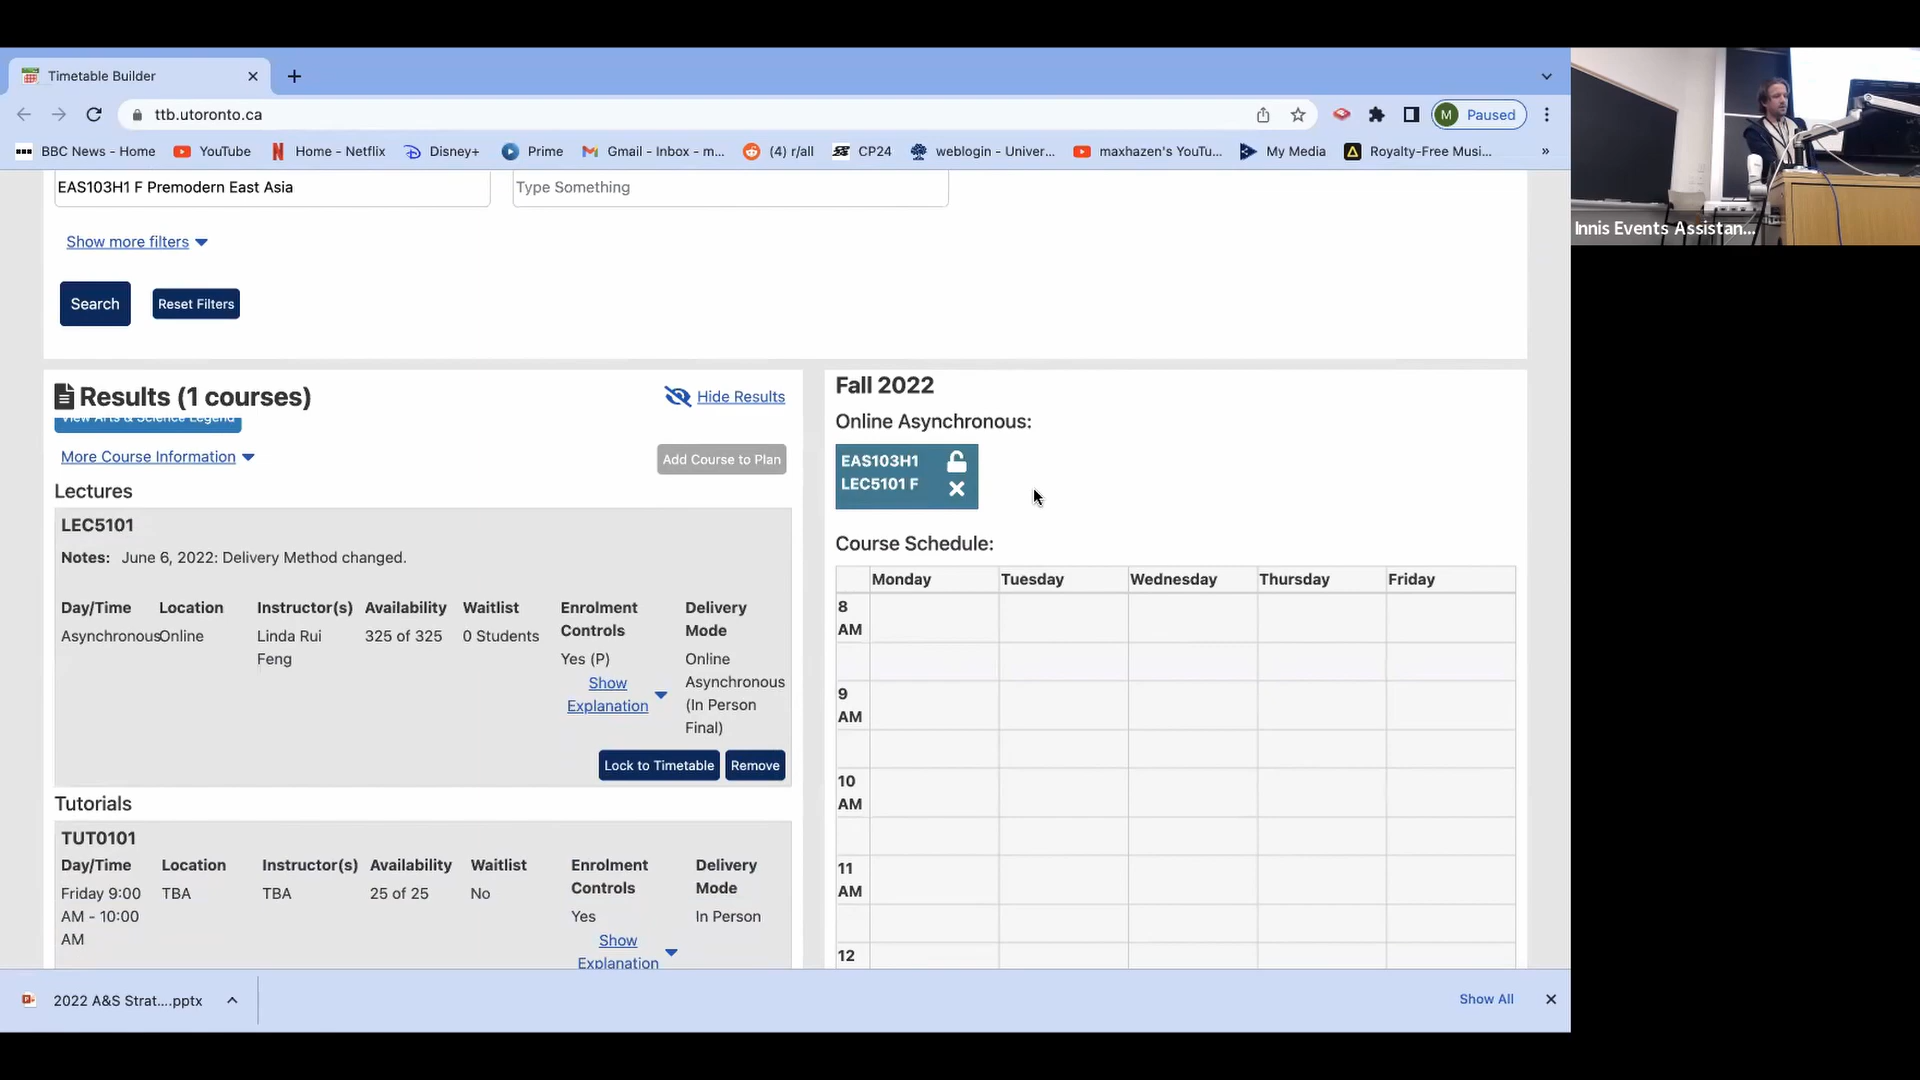 Timetable Builder
ttb.utoronto.ca
M Paused
BBC News - Home YouTube Home - Netflix Disney+ Prime Gmail - Inbox - m... (4) r/all CP24 weblogin - Univer... maxhazen's YouTu... My Media Royalty-Free Musi... »
EAS103H1 F Premodern East Asia
Type Something
Show more filters
Search Reset Filters
Results (1 courses)
Hide Results
View Arts & Science Legend
More Course Information
Add Course to Plan
Lectures
LEC5101
Notes: June 6, 2022: Delivery Method changed.
Day/Time Location Instructor(s) Availability Waitlist Enrolment Controls Delivery Mode
Asynchronous Online Linda Rui Feng 325 of 325 0 Students Yes (P) Show Explanation Online Asynchronous (In Person Final)
Lock to Timetable Remove
Tutorials
TUT0101
Day/Time Location Instructor(s) Availability Waitlist Enrolment Controls Delivery Mode
Friday 9:00 AM - 10:00 AM TBA TBA 25 of 25 No Yes Show Explanation In Person
Fall 2022
Online Asynchronous:
EAS103H1
LEC5101 F
Course Schedule:
Monday Tuesday Wednesday Thursday Friday
8 AM
9 AM
10 AM
11 AM
12
2022 A&S Strat....pptx
Show All
Innis Events Assistan...